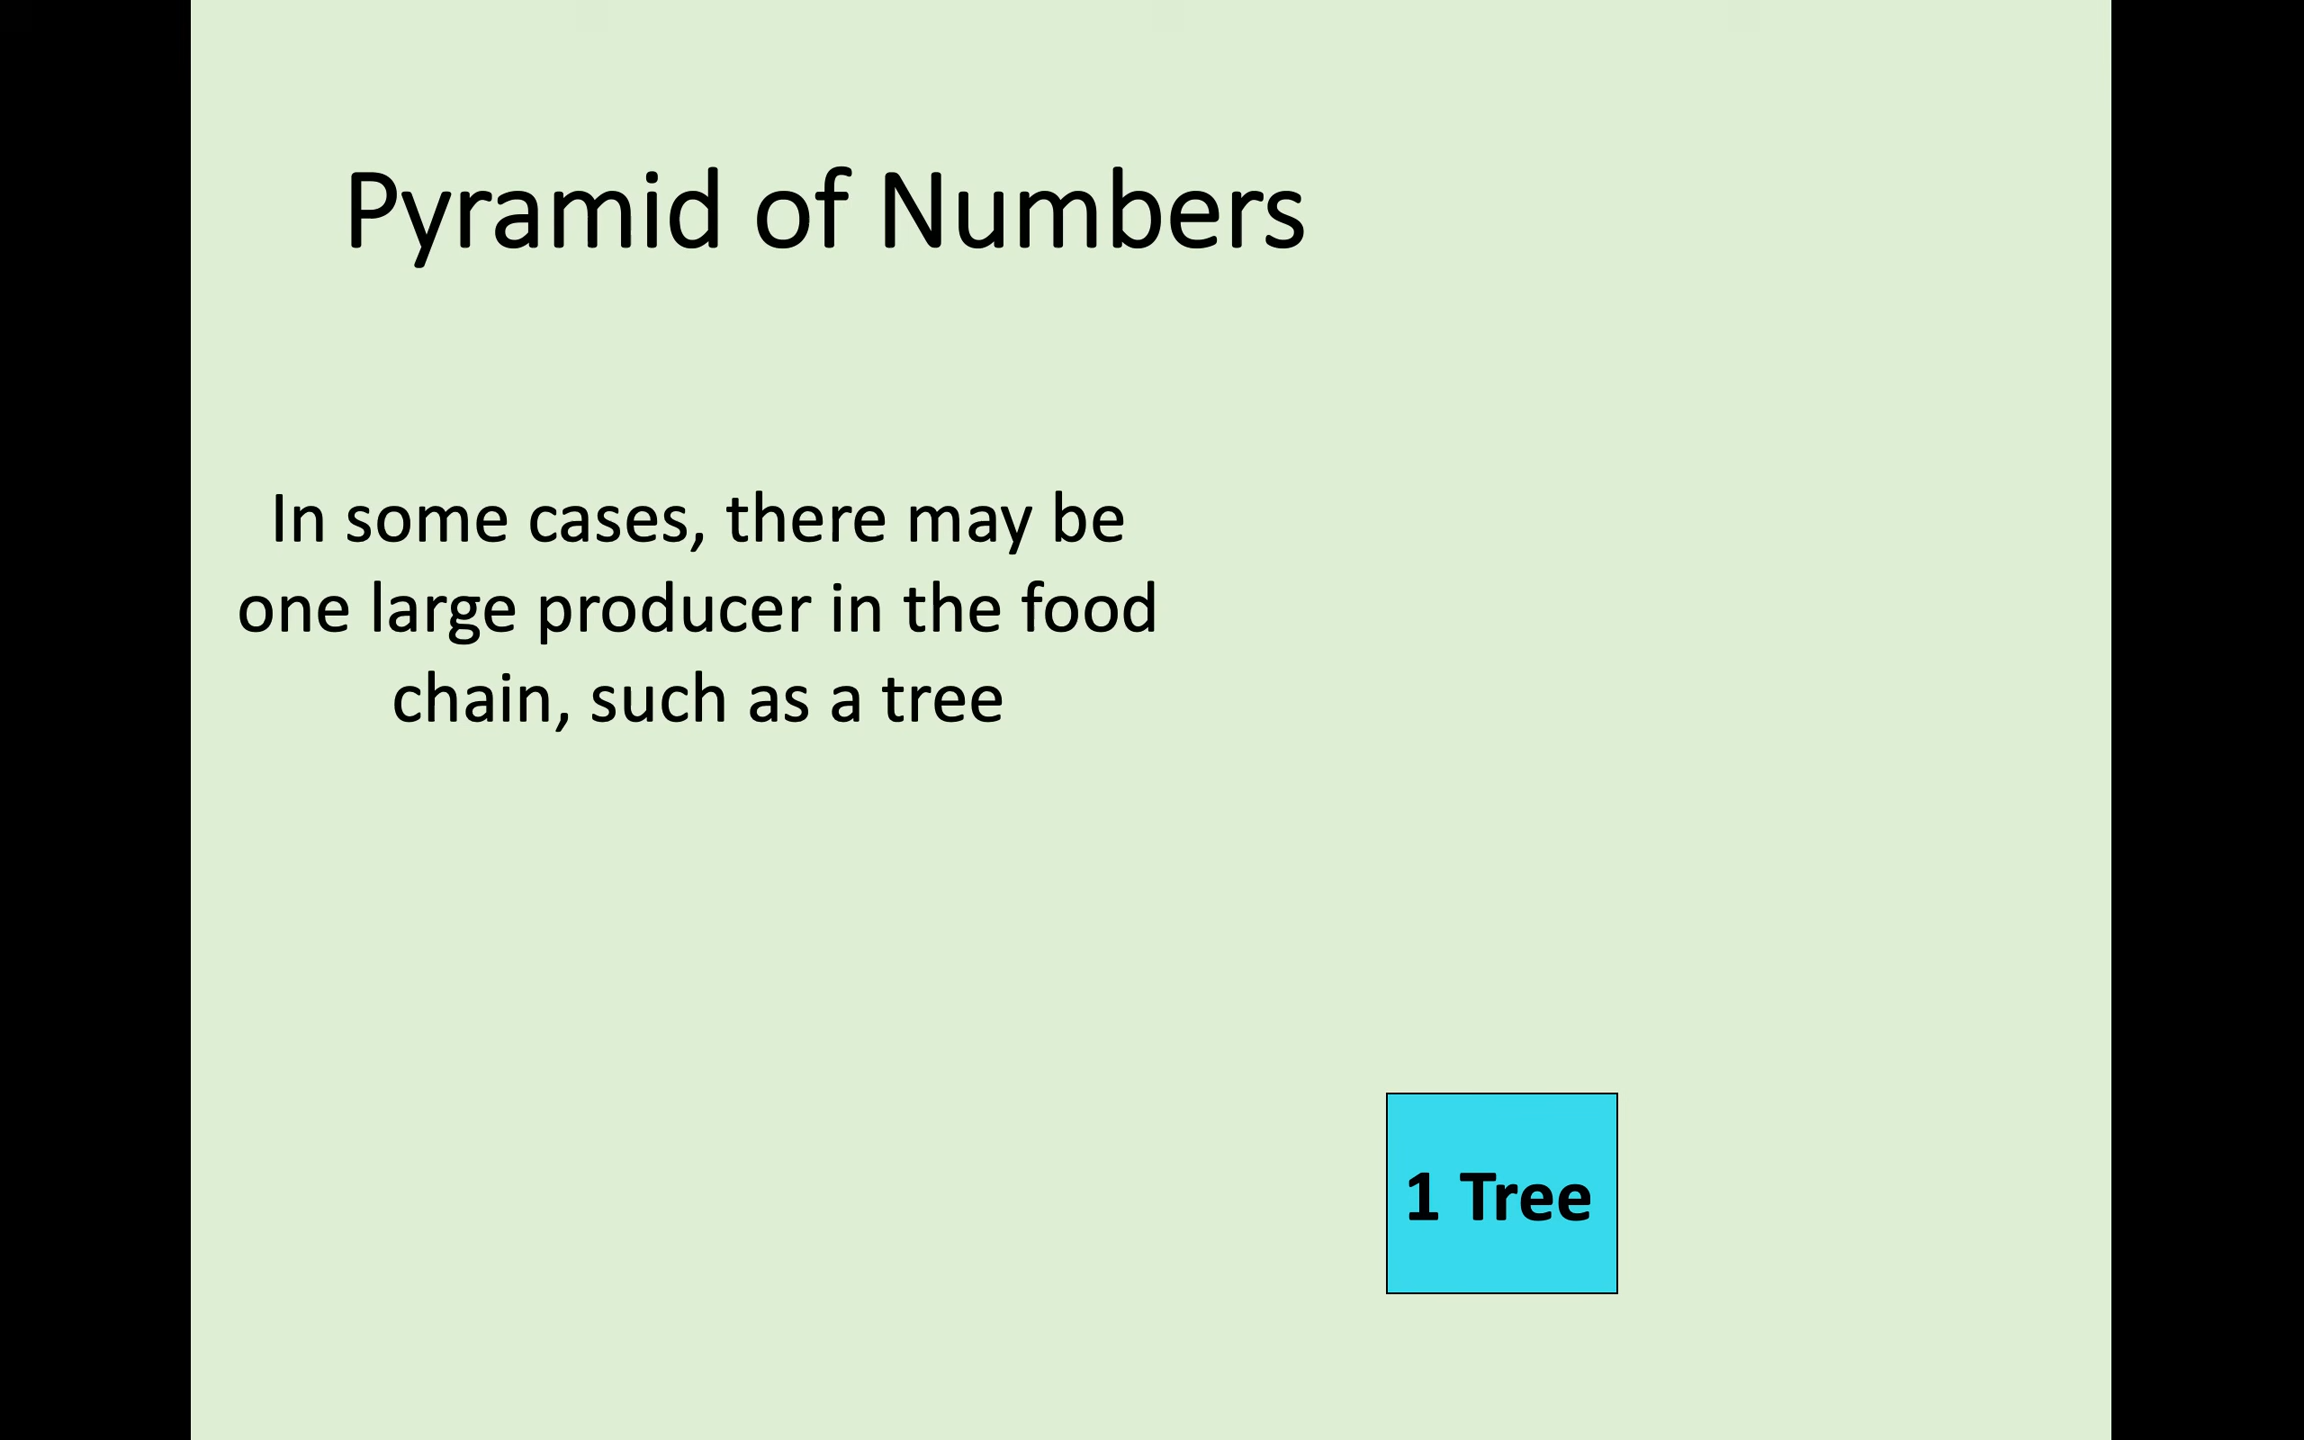 Pyramid of Numbers
In some cases, there may be
one large producer in the food
chain, such as a tree
1 Tree